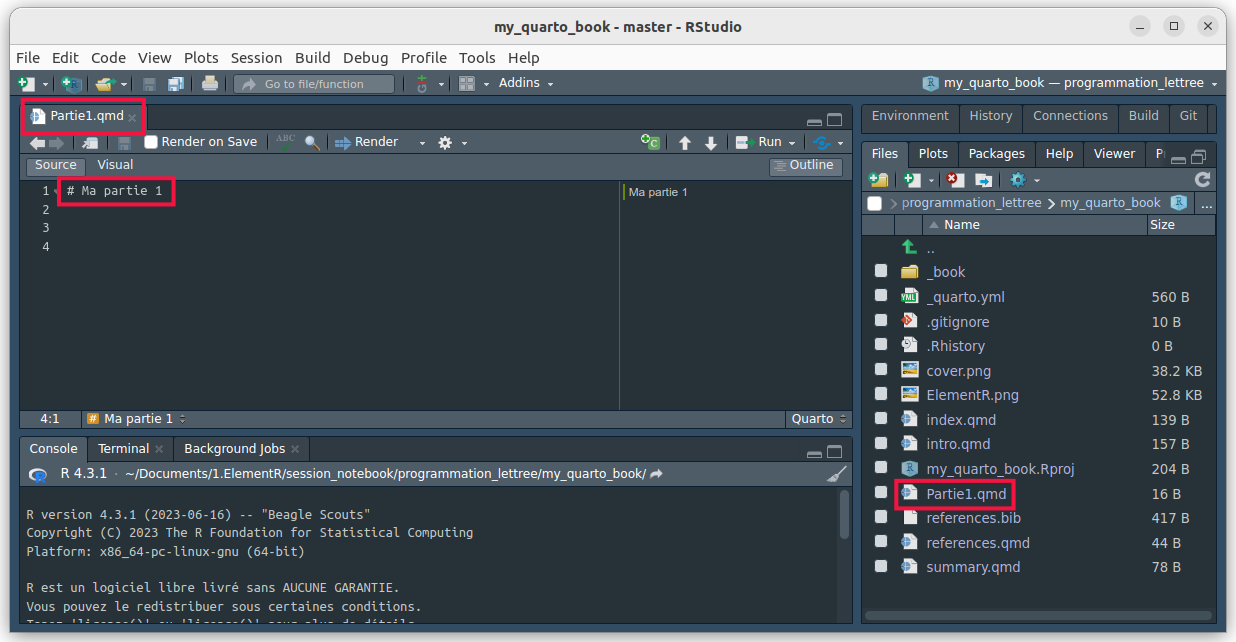 my_quarto_book - master - RStudio
File Edit Code View Plots Session Build Debug Profile Tools Help
Go to file/function Addins my_quarto_book — programmation_lettree
Partie1.qmd
Render on Save ABC Render Run
Source Visual Outline
1 # Ma partie 1
2
3
4
Ma partie 1
4:1 # Ma partie 1 Quarto
Console Terminal Background Jobs
R 4.3.1 · ~/Documents/1.ElementR/session_notebook/programmation_lettree/my_quarto_book/
R version 4.3.1 (2023-06-16) -- "Beagle Scouts"
Copyright (C) 2023 The R Foundation for Statistical Computing
Platform: x86_64-pc-linux-gnu (64-bit)
R est un logiciel libre livré sans AUCUNE GARANTIE.
Vous pouvez le redistribuer sous certaines conditions.
Environment History Connections Build Git
Files Plots Packages Help Viewer
programmation_lettree my_quarto_book R ...
Name Size
..
_book
_quarto.yml 560 B
.gitignore 10 B
.Rhistory 0 B
cover.png 38.2 KB
ElementR.png 52.8 KB
index.qmd 139 B
intro.qmd 157 B
my_quarto_book.Rproj 204 B
Partie1.qmd 16 B
references.bib 417 B
references.qmd 44 B
summary.qmd 78 B